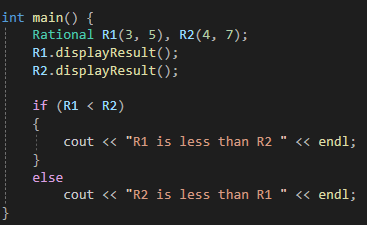 int main() {
    Rational R1(3, 5), R2(4, 7);
    R1.displayResult();
    R2.displayResult();

    if (R1 < R2)
    {
        cout << "R1 is less than R2 " << endl;
    }
    else
        cout << "R2 is less than R1 " << endl;
}